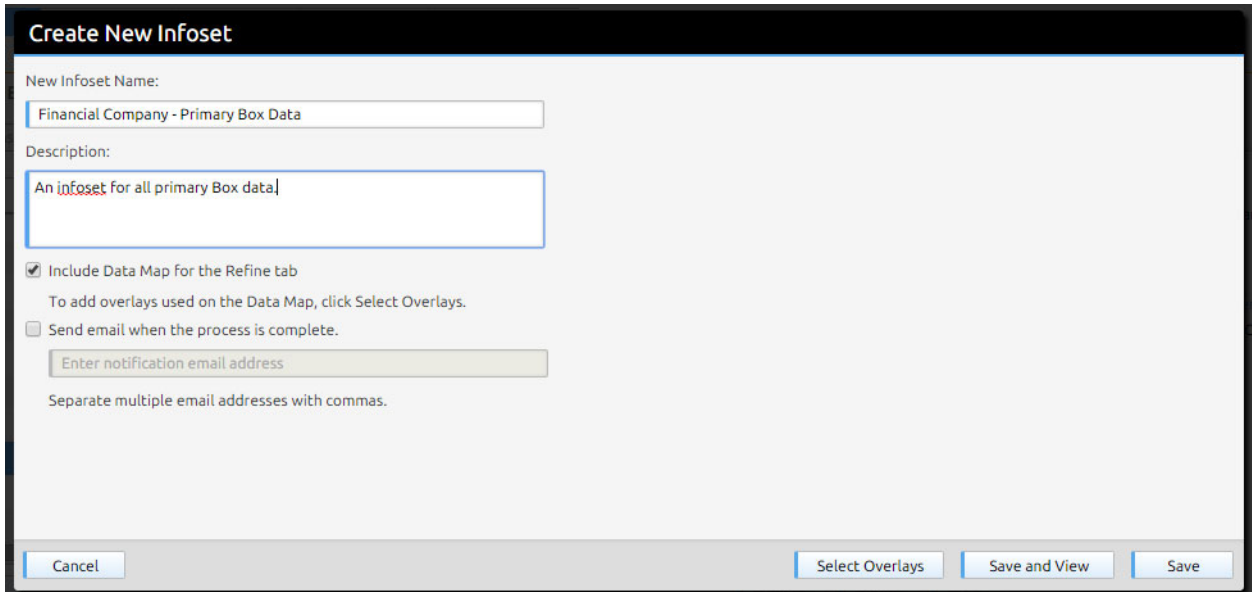 Create New Infoset
New Infoset Name:
Financial Company - Primary Box Data
Description:
An infoset for all primary Box data.
Include Data Map for the Refine tab
To add overlays used on the Data Map, click Select Overlays.
Send email when the process is complete.
Enter notification email address
Separate multiple email addresses with commas.
Cancel
Select Overlays
Save and View
Save